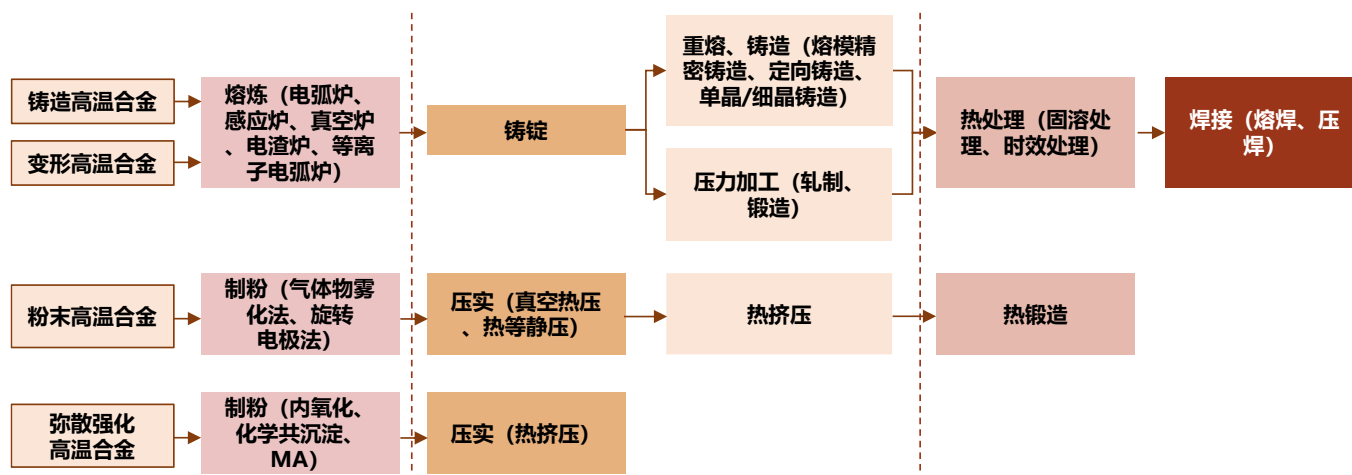 铸造高温合金
变形高温合金
熔炼（电弧炉、
感应炉、真空炉
、电渣炉、等离
子电弧炉）
铸锭
重熔、铸造（熔模精
密铸造、定向铸造、
单晶/细晶铸造）
压力加工（轧制、
锻造）
热处理（固溶处
理、时效处理）
焊接（熔焊、压
焊）
粉末高温合金
制粉（气体物雾
化法、旋转
电极法）
压实（真空热压
、热等静压）
热挤压
热锻造
弥散强化
高温合金
制粉（内氧化、
化学共沉淀、
MA）
压实（热挤压）